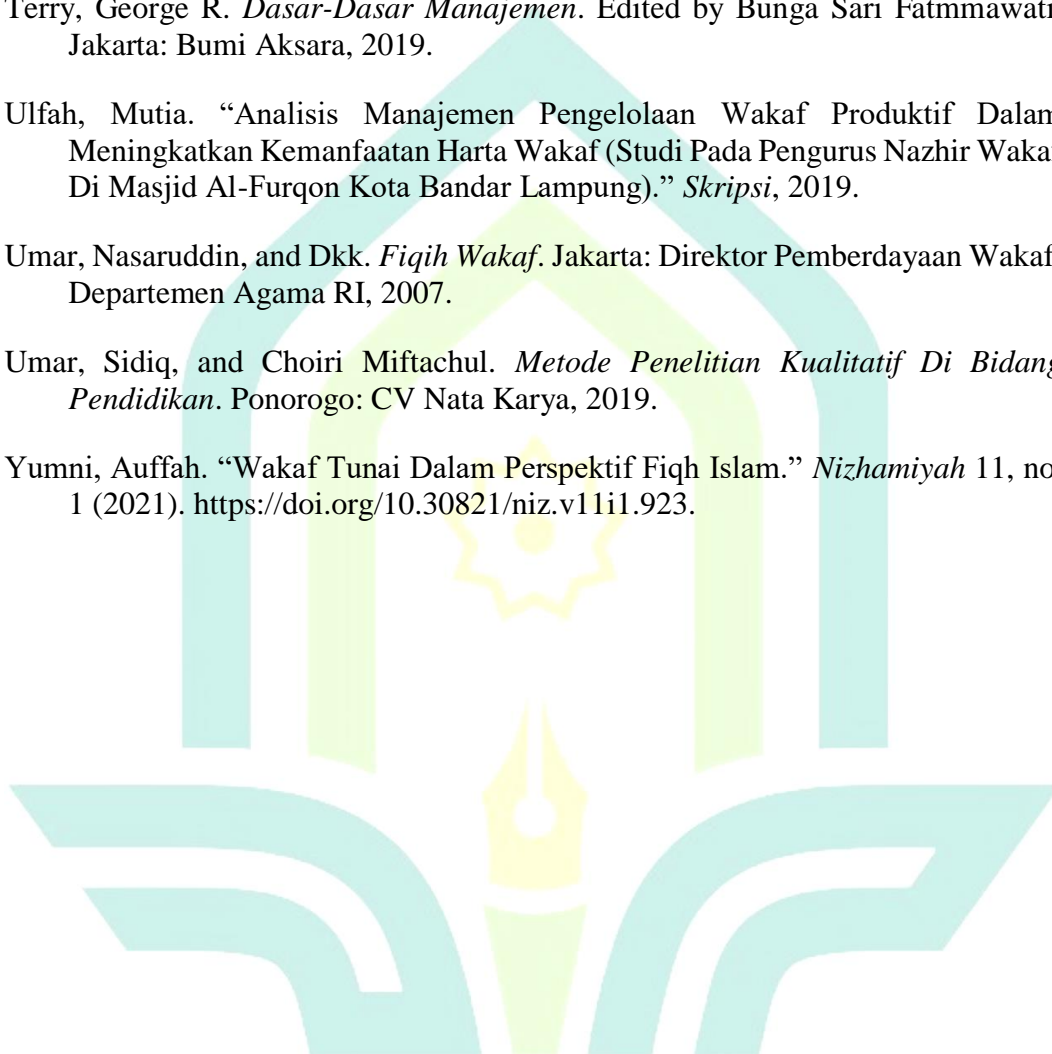 Terry, George R. Dasar-Dasar Manajemen. Edited by Bunga Sari Fatmmawati
Jakarta: Bumi Aksara, 2019.
Ulfah, Mutia. “Analisis Manajemen Pengelolaan Wakaf Produktif Dalam
Meningkatkan Kemanfaatan Harta Wakaf (Studi Pada Pengurus Nazhir Wakaf
Di Masjid Al-Furqon Kota Bandar Lampung).” Skripsi, 2019.
Umar, Nasaruddin, and Dkk. Fiqih Wakaf. Jakarta: Direktor Pemberdayaan Wakaf
Departemen Agama RI, 2007.
Umar, Sidiq, and Choiri Miftachul. Metode Penelitian Kualitatif Di Bidang
Pendidikan. Ponorogo: CV Nata Karya, 2019.
Yumni, Auffah. “Wakaf Tunai Dalam Perspektif Fiqh Islam.” Nizhamiyah 11, no
1 (2021). https://doi.org/10.30821/niz.v11i1.923.